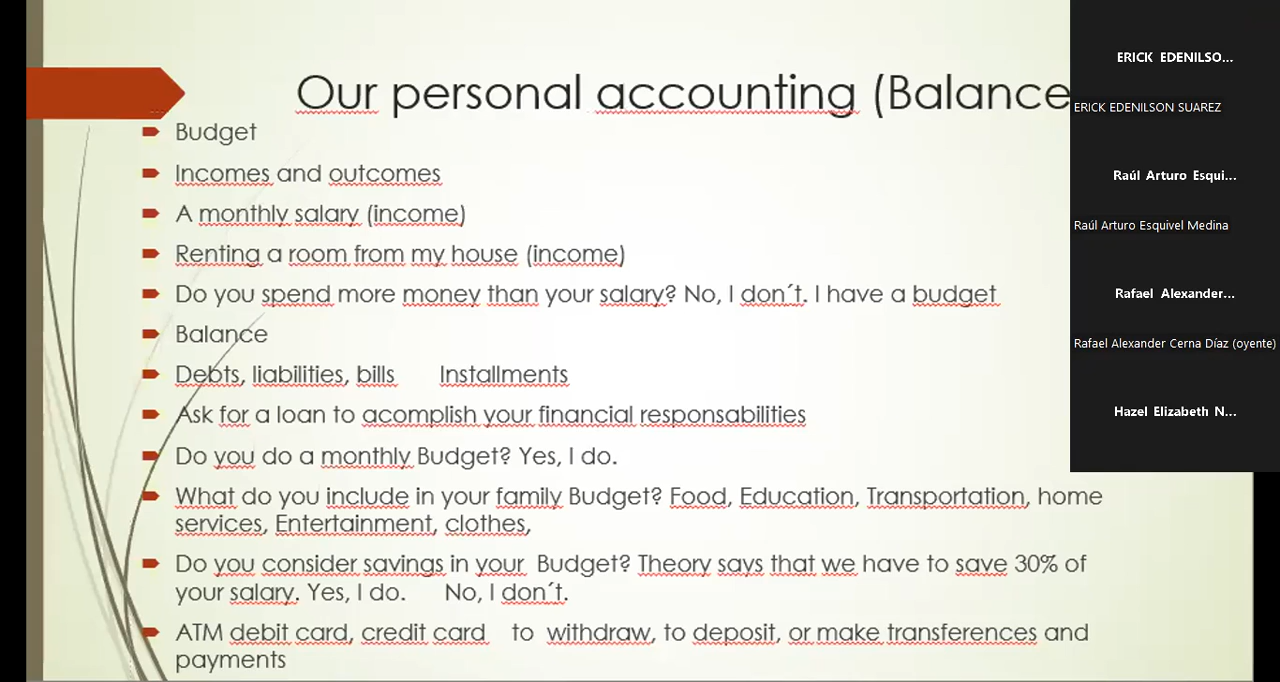 Our personal accounting (Balance
Budget
Incomes and outcomes
A monthly salary (income)
Renting a room from my house (income)
Do you spend more money than your salary? No, I don´t. I have a budget
Balance
Debts, liabilities, bills Installments
Ask for a loan to acomplish your financial responsabilities
Do you do a monthly Budget? Yes, I do.
What do you include in your family Budget? Food, Education, Transportation, home
services, Entertainment, clothes,
Do you consider savings in your Budget? Theory says that we have to save 30% of
your salary. Yes, I do. No, I don´t.
ATM debit card, credit card to withdraw, to deposit, or make transferences and
payments
ERICK EDENILSO...
ERICK EDENILSON SUAREZ
Raúl Arturo Esqui...
Raúl Arturo Esquivel Medina
Rafael Alexander...
Rafael Alexander Cerna Díaz (oyente)
Hazel Elizabeth N...